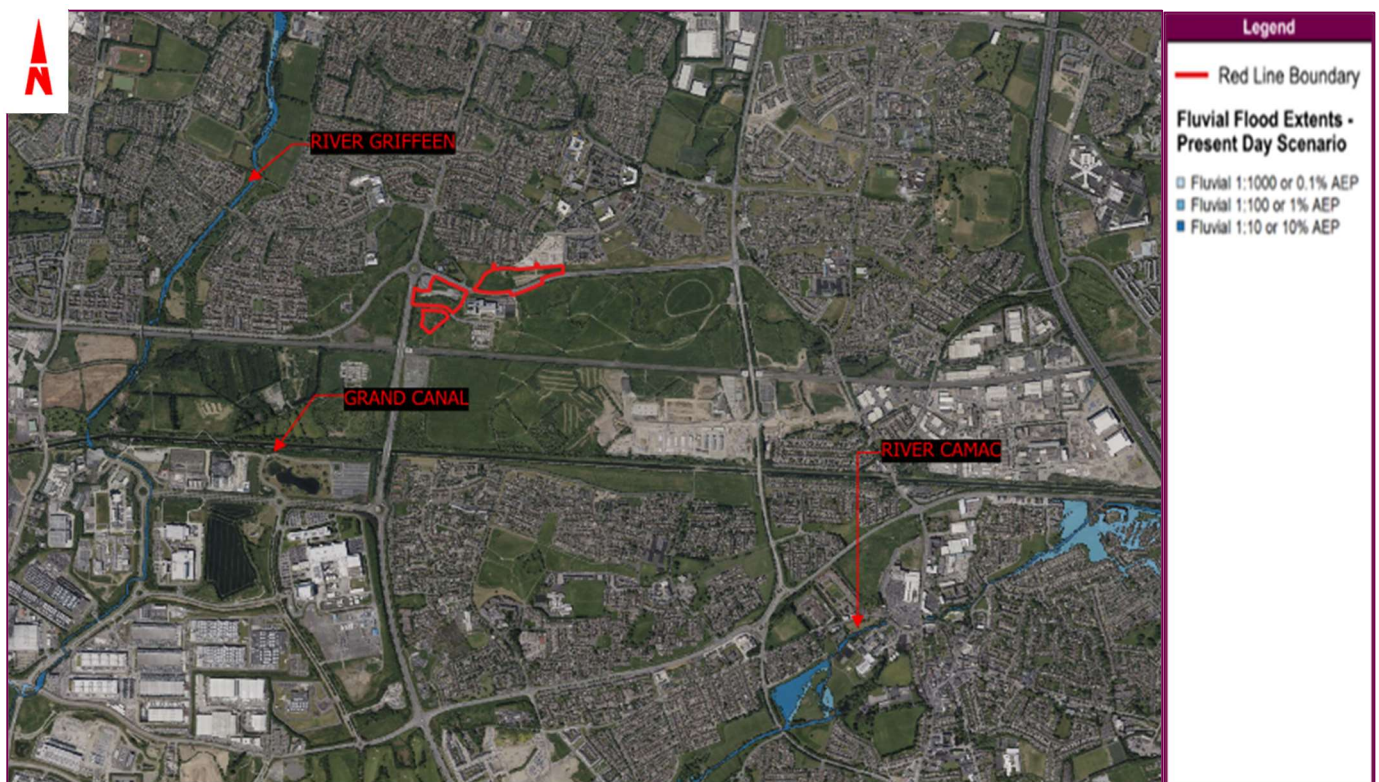 N
RIVER GRIFFEEN
GRAND CANAL
RIVER CAMAC
Legend
Red Line Boundary
Fluvial Flood Extents -
Present Day Scenario
Fluvial 1:1000 or 0.1% AEP
Fluvial 1:100 or 1% AEP
Fluvial 1:10 or 10% AEP